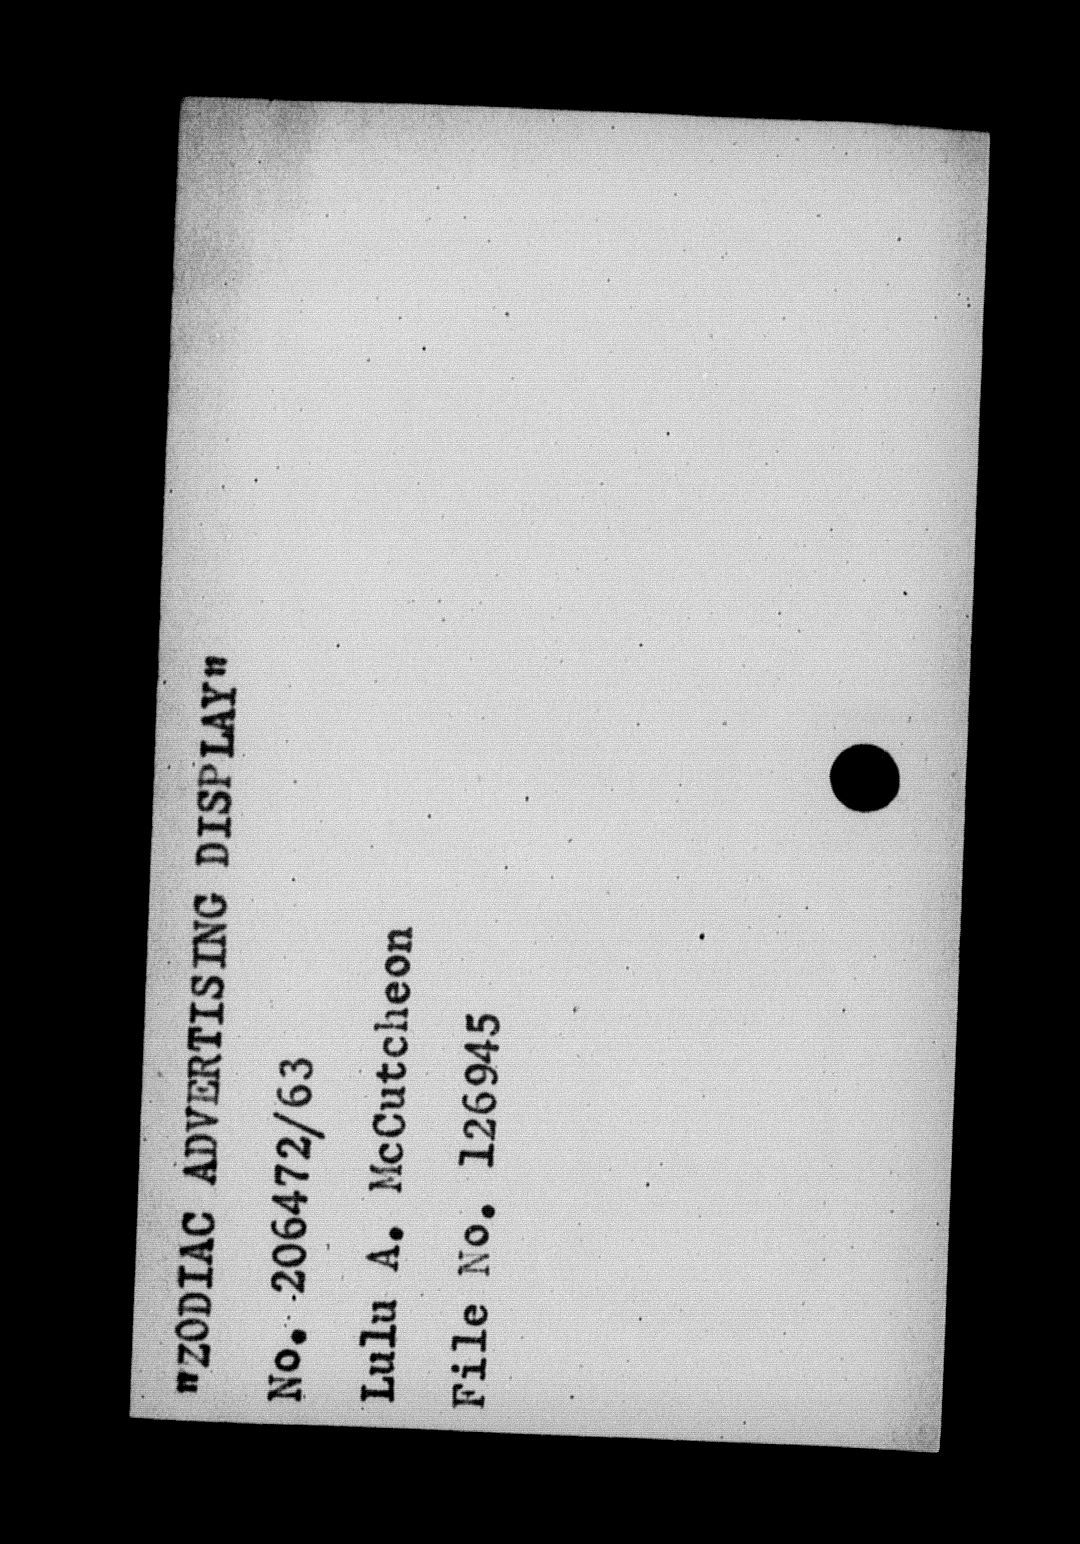 "ZODIAC ADVERTISING DISPLAY"
No. 206472/63
Lulu A. McCutcheon
File No. 126945